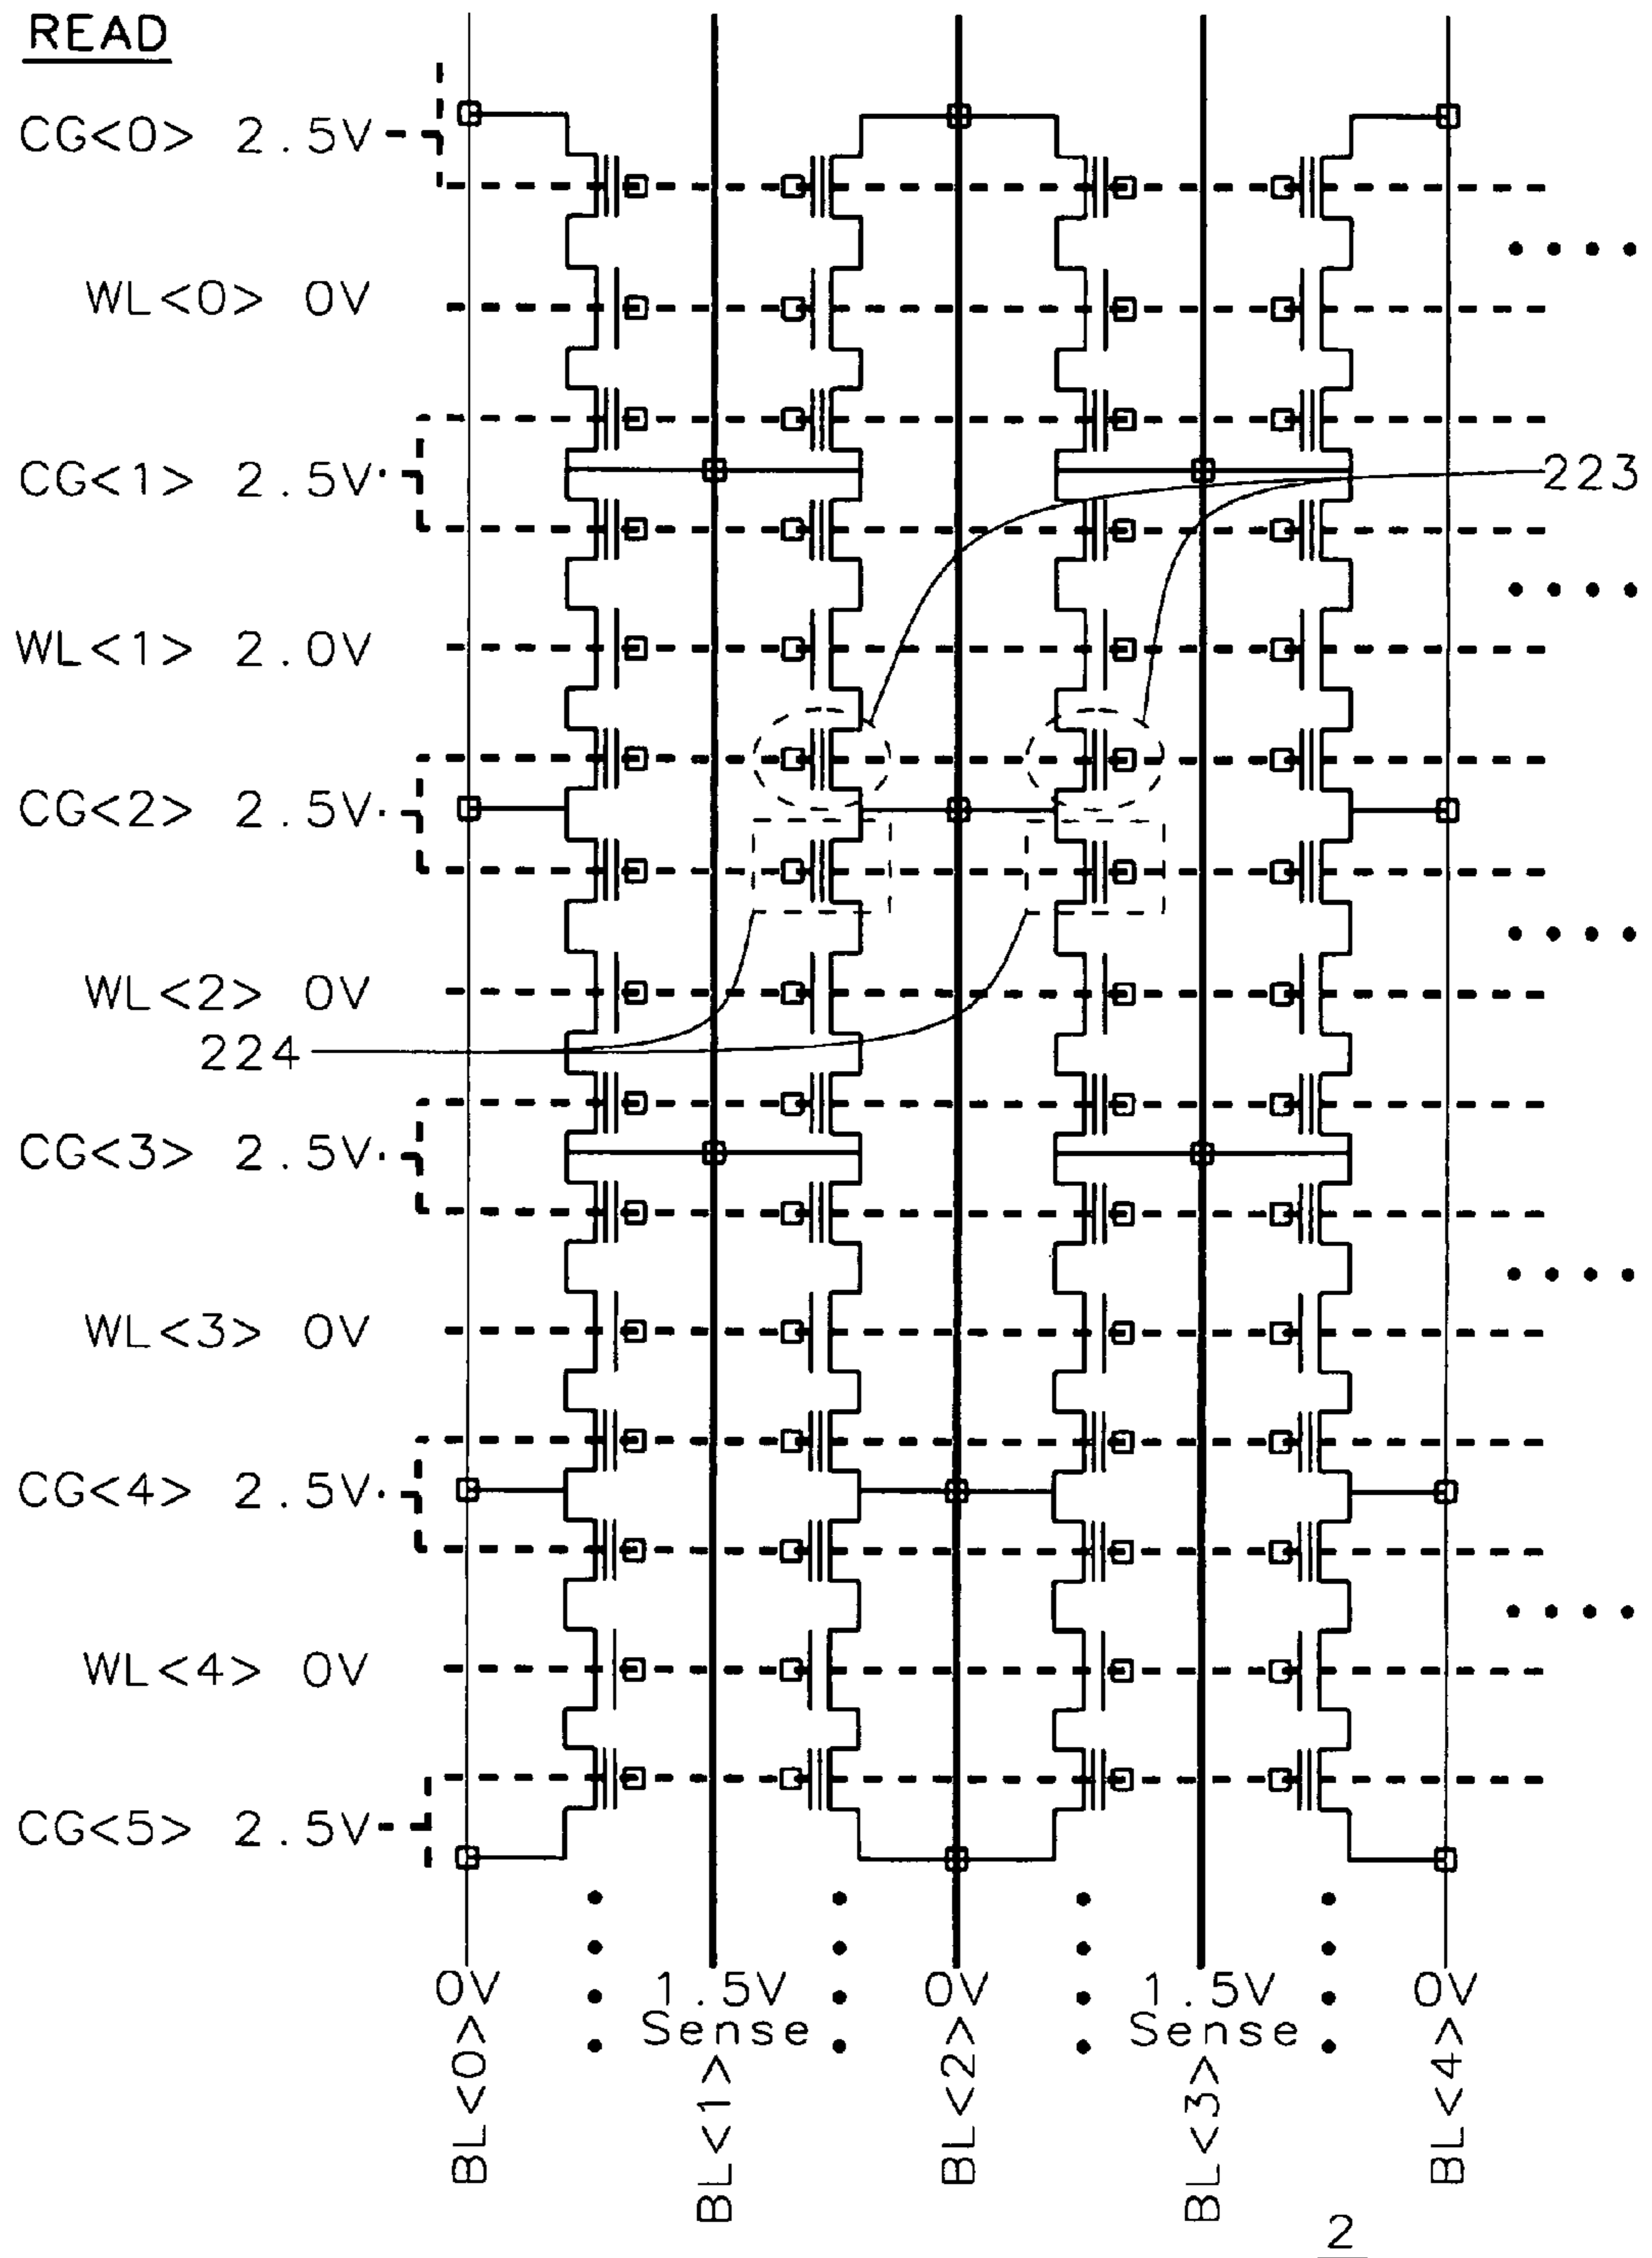 READ
CG<0> 2.5V
WL<0> 0V
CG<1> 2.5V
223
WL<1> 2.0V
CG<2> 2.5V
WL<2> 0V
224
CG<3> 2.5V
WL<3> 0V
CG<4> 2.5V
WL<4> 0V
CG<5> 2.5V
0V 1.5V 0V 1.5V 0V
Sense Sense
BL<0> BL<1> BL<2> BL<3> BL<4>
2